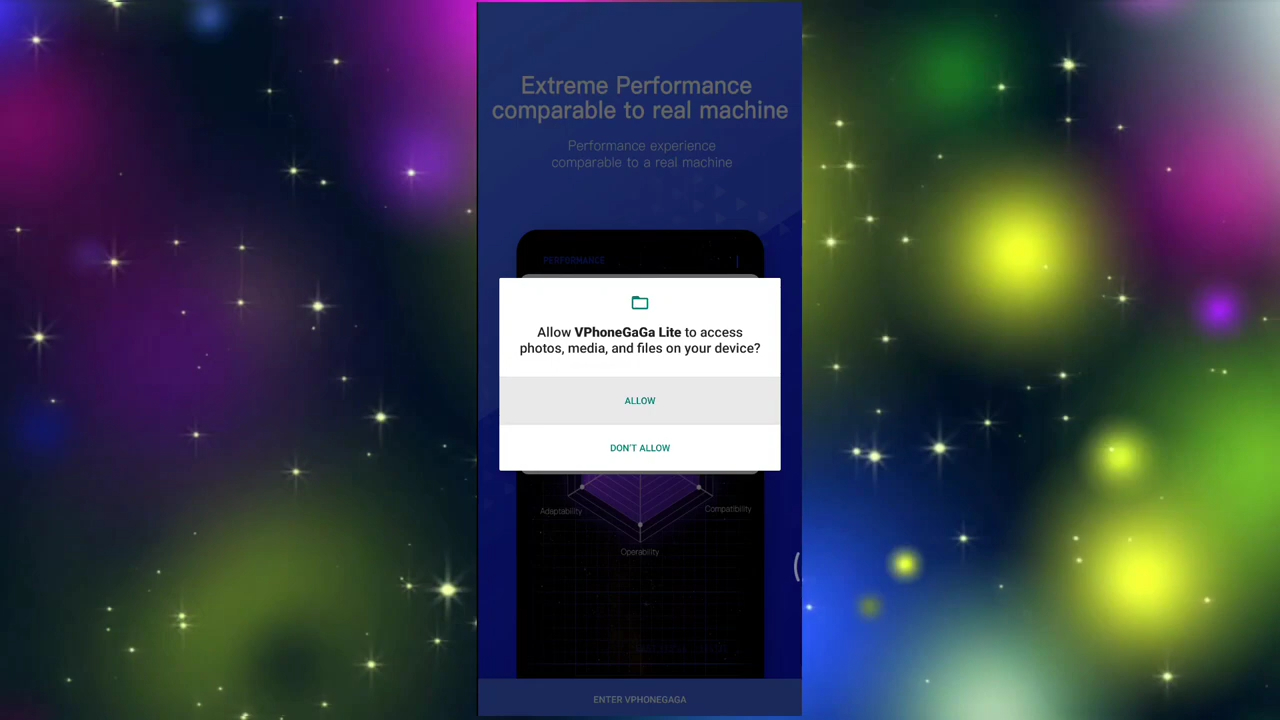 Extreme Performance
comparable to real machine
Performance experience
comparable to a real machine
PERFORMANCE
Allow VPhoneGaGa Lite to access
photos, media, and files on your device?
ALLOW
DON'T ALLOW
Adaptability
Compatibility
Operability
ENTER VPHONEGAGA